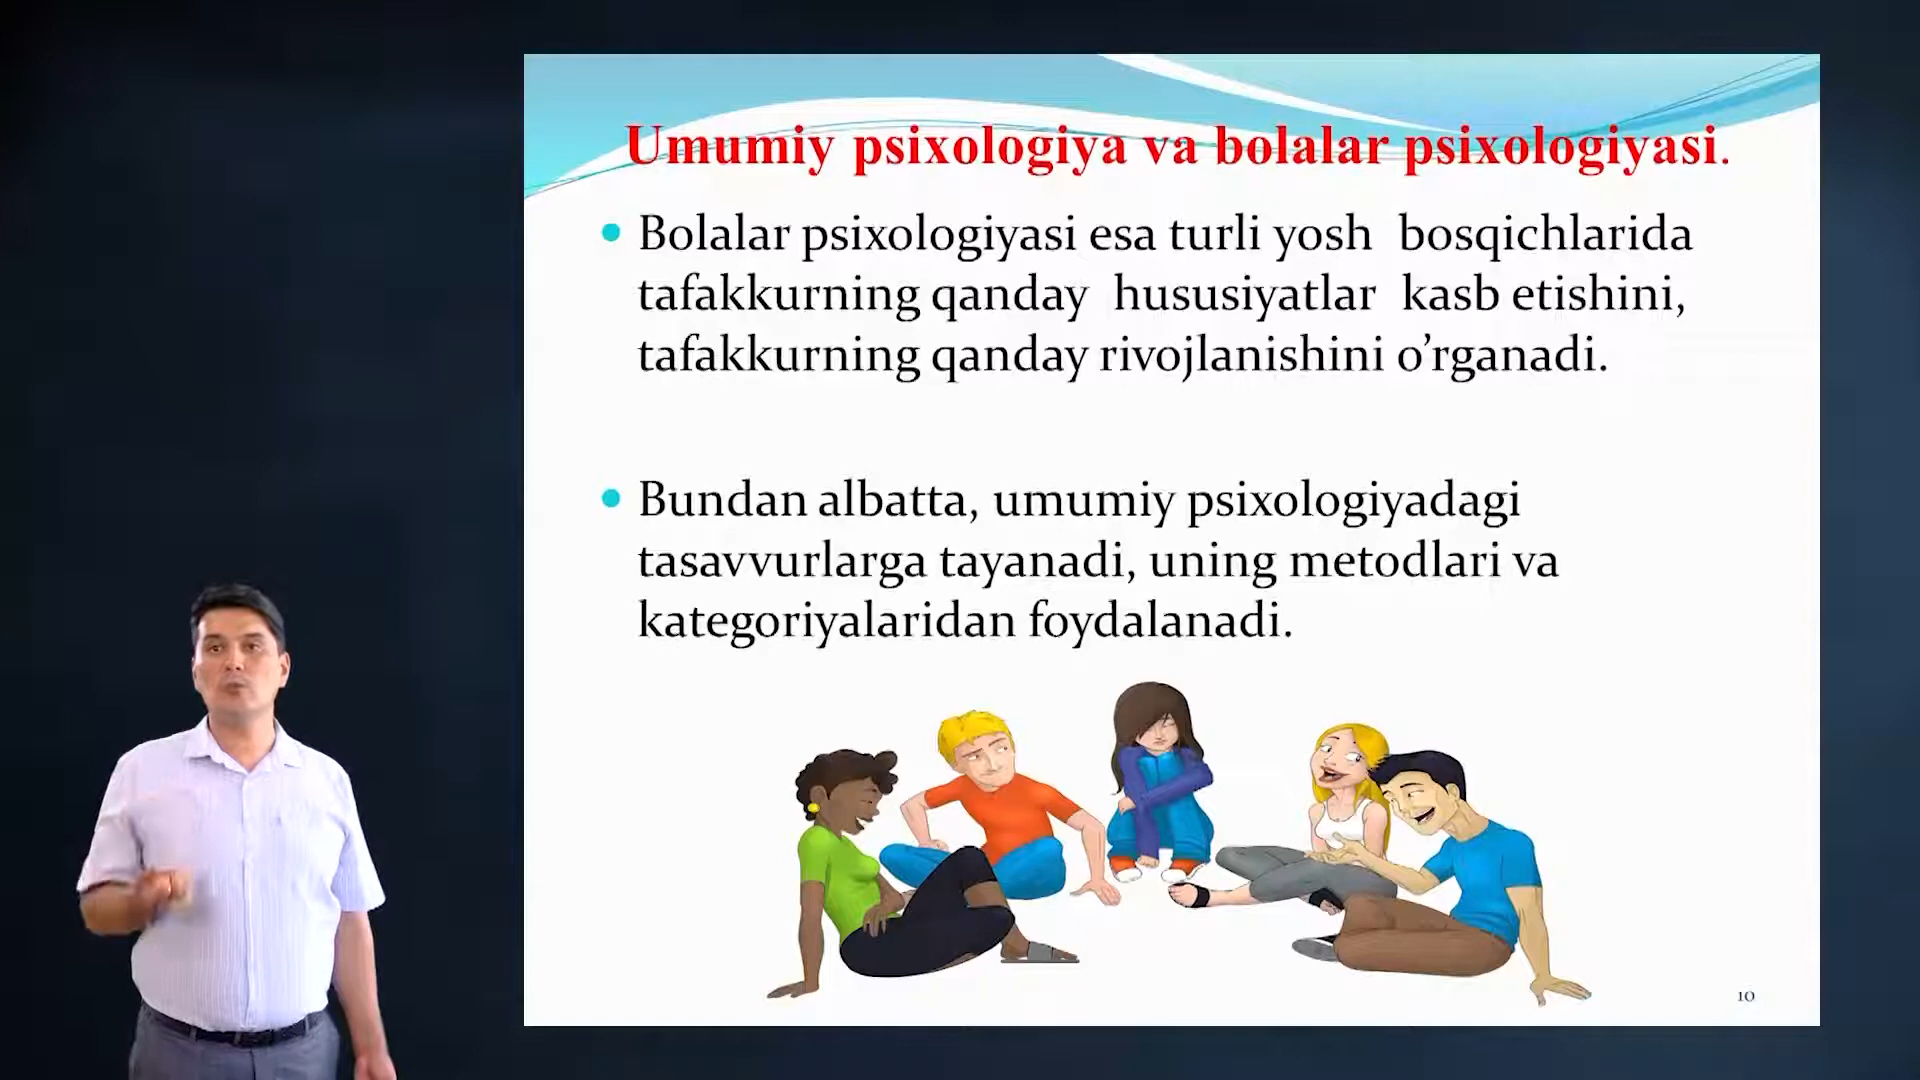 Umumiy psixologiya va bolalar psixologiyasi.
• Bolalar psixologiyasi esa turli yosh bosqichlarida
tafakkurning qanday hususiyatlar kasb etishini,
tafakkurning qanday rivojlanishini o’rganadi.
• Bundan albatta, umumiy psixologiyadagi
tasavvurlarga tayanadi, uning metodlari va
kategoriyalaridan foydalanadi.
10